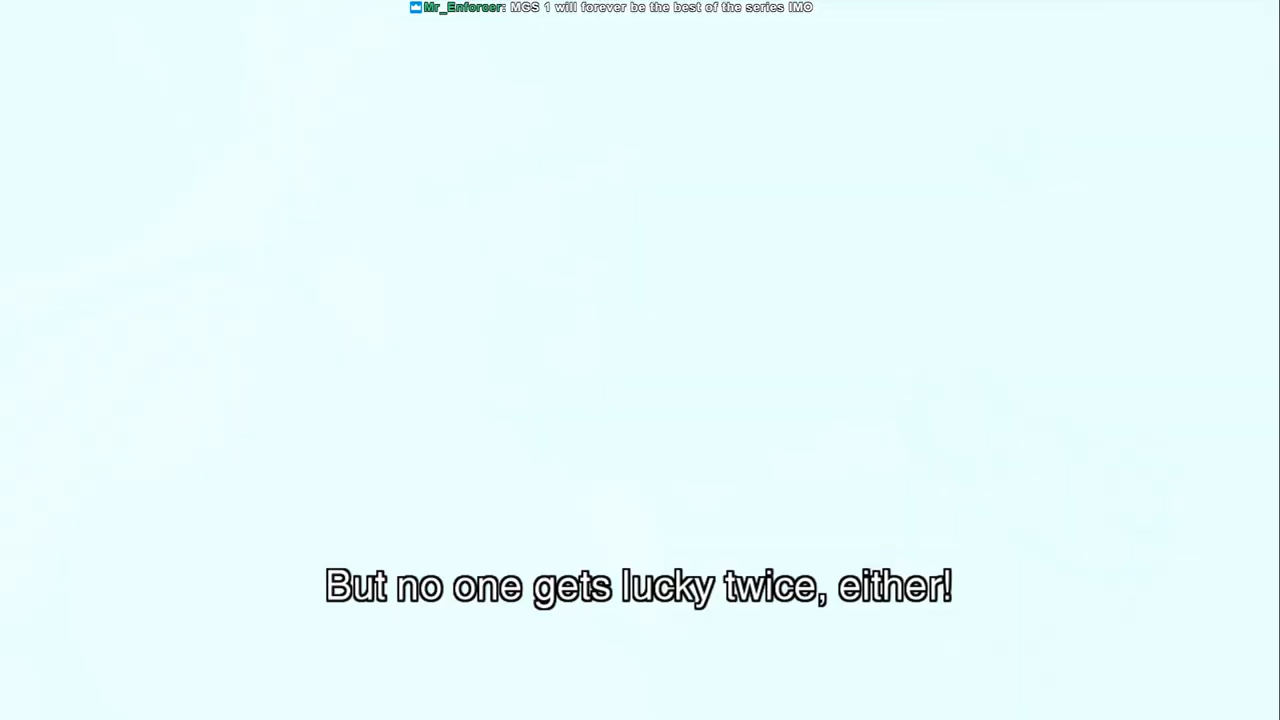 Mr_Enforcer: MGS 1 will forever be the best of the series IMO
But no one gets lucky twice, either!